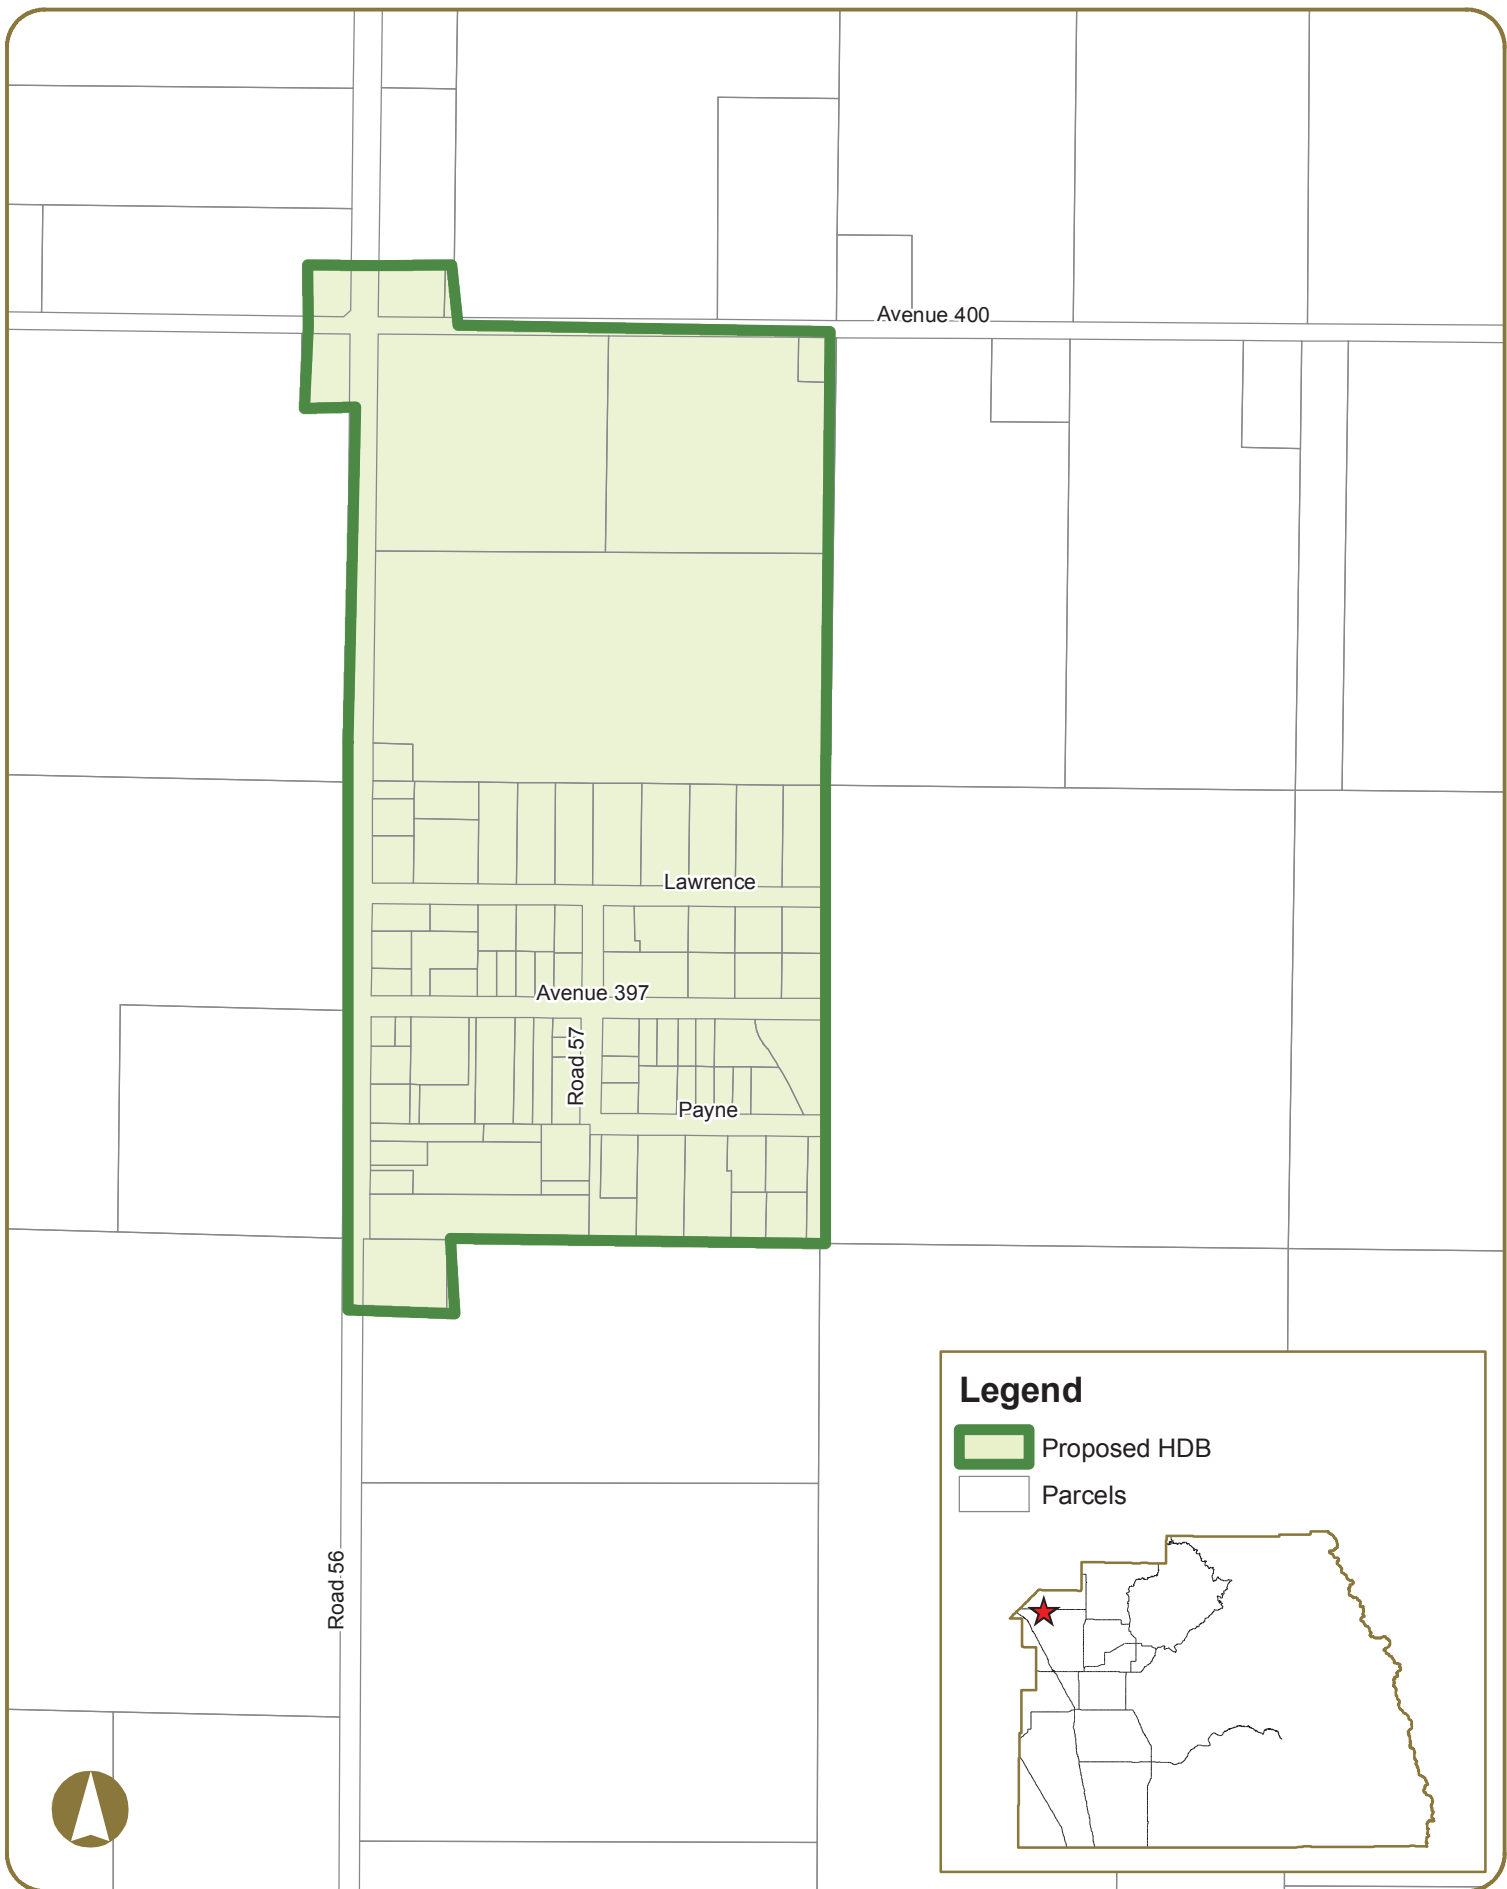 Avenue 400
Lawrence
Avenue 397
Road 57
Payne
Legend
Proposed HDB
Parcels
Road 56